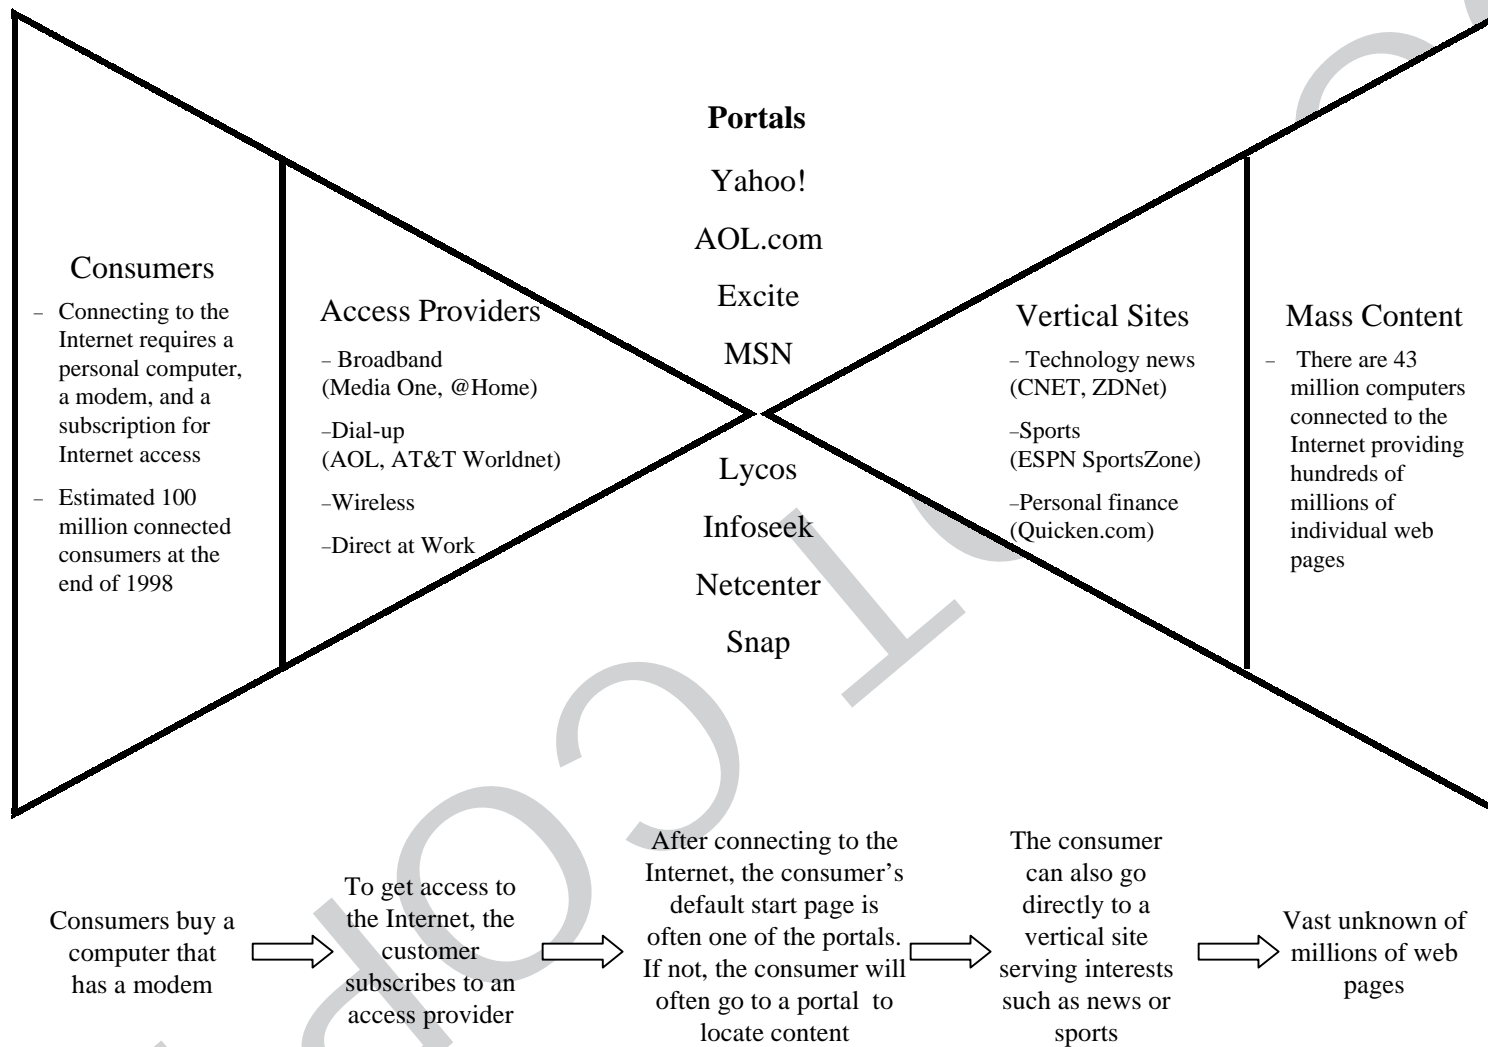 Portals
Yahoo!
AOL.com
Excite
MSN
Lycos
Infoseek
Netcenter
Snap
Consumers
– Connecting to the
Internet requires a
personal computer,
a modem, and a
subscription for
Internet access
– Estimated 100
million connected
consumers at the
end of 1998
Access Providers
– Broadband
(Media One, @Home)
–Dial-up
(AOL, AT&T Worldnet)
–Wireless
–Direct at Work
Vertical Sites
– Technology news
(CNET, ZDNet)
–Sports
(ESPN SportsZone)
–Personal finance
(Quicken.com)
Mass Content
– There are 43
million computers
connected to the
Internet providing
hundreds of
millions of
individual web
pages
Consumers buy a
computer that
has a modem
To get access to
the Internet, the
customer
subscribes to an
access provider
After connecting to the
Internet, the consumer’s
default start page is
often one of the portals.
If not, the consumer will
often go to a portal to
locate content
The consumer
can also go
directly to a
vertical site
serving interests
such as news or
sports
Vast unknown of
millions of web
pages